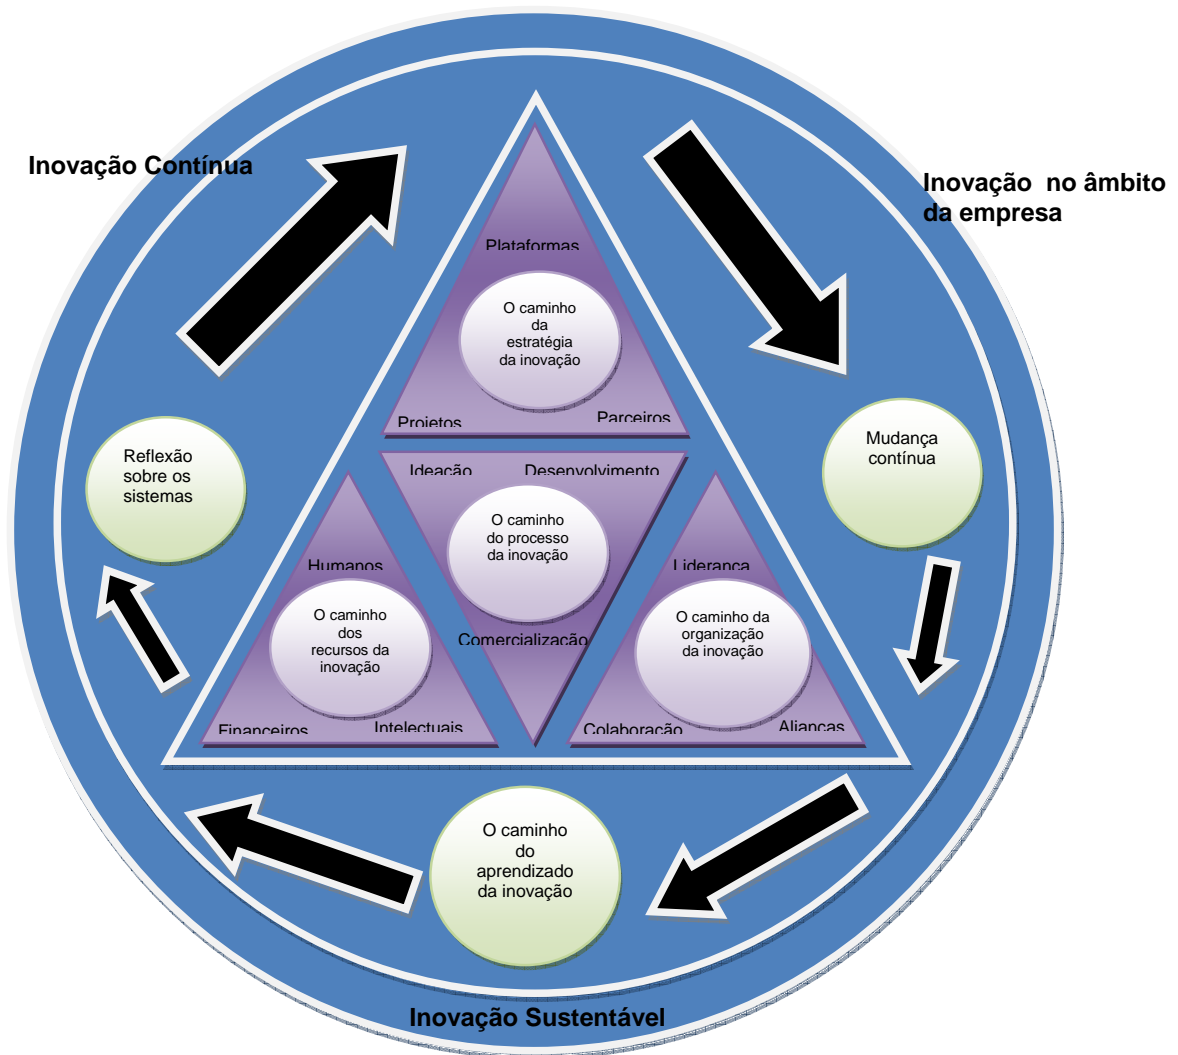 Inovação Contínua
Inovação no âmbito
da empresa
Plataformas
O caminho
da
estratégia
da inovação
Projetos
Parceiros
Reflexão
sobre os
sistemas
Mudança
contínua
Ideação
Desenvolvimento
O caminho
do processo
da inovação
Comercialização
Humanos
O caminho
dos
recursos da
inovação
Financeiros
Intelectuais
Liderança
O caminho da
organização
da inovação
Colaboração
Alianças
O caminho
do
aprendizado
da inovação
Inovação Sustentável